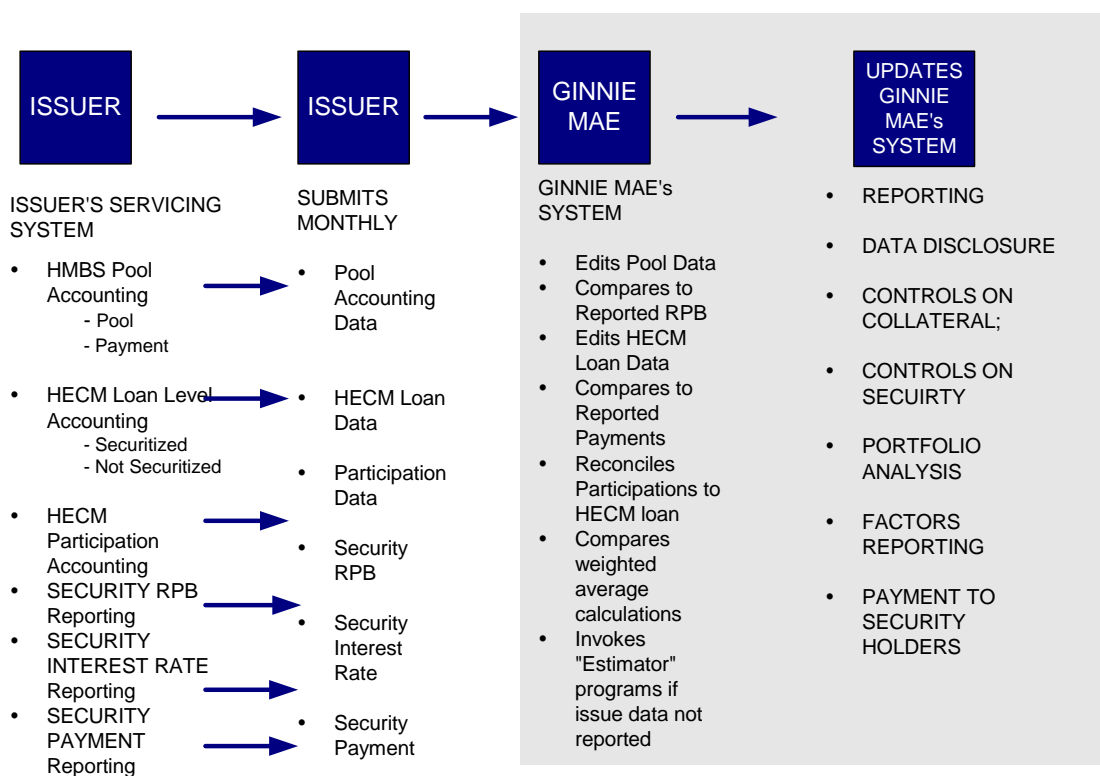 ISSUER
ISSUER'S SERVICING
SYSTEM
• HMBS Pool
Accounting
- Pool
- Payment
• HECM Loan Level
Accounting
- Securitized
- Not Securitized
• HECM
Participation
Accounting
• SECURITY RPB
Reporting
• SECURITY
INTEREST RATE
Reporting
• SECURITY
PAYMENT
Reporting
ISSUER
SUBMITS
MONTHLY
• Pool
Accounting
Data
• HECM Loan
Data
• Participation
Data
• Security
RPB
• Security
Interest
Rate
• Security
Payment
GINNIE
MAE
GINNIE MAE's
SYSTEM
• Edits Pool Data
• Compares to
Reported RPB
• Edits HECM
Loan Data
• Compares to
Reported
Payments
• Reconciles
Participations to
HECM loan
• Compares
weighted
average
calculations
• Invokes
"Estimator"
programs if
issue data not
reported
UPDATES
GINNIE
MAE's
SYSTEM
• REPORTING
• DATA DISCLOSURE
• CONTROLS ON
COLLATERAL;
• CONTROLS ON
SECUIRTY
• PORTFOLIO
ANALYSIS
• FACTORS
REPORTING
• PAYMENT TO
SECURITY
HOLDERS